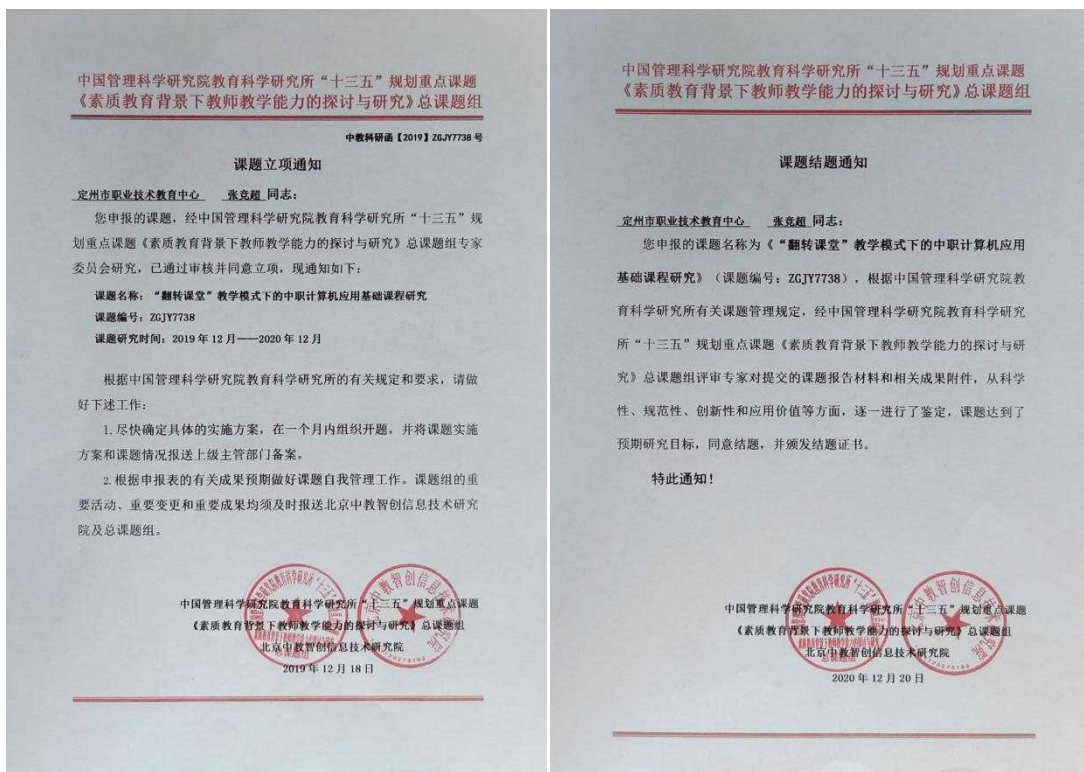 中国管理科学研究院教育科学研究所“十三五”规划重点课题
《素质教育背景下教师教学能力的探讨与研究》总课题组
中教科研函【2019】ZGJY7738 号
课题立项通知
定州市职业技术教育中心 张竞超 同志：
您申报的课题，经中国管理科学研究院教育科学研究所“十三五”规
划重点课题《素质教育背景下教师教学能力的探讨与研究》总课题组专家
委员会研究，已通过审核并同意立项，现通知如下：
课题名称：“翻转课堂”教学模式下的中职计算机应用基础课程研究
课题编号：ZGJY7738
课题研究时间：2019 年 12 月——2020 年 12 月
根据中国管理科学研究院教育科学研究所的有关规定和要求，请做
好下述工作：
1.尽快确定具体的实施方案，在一个月内组织开题，并将课题实施
方案和课题情况报送上级主管部门备案。
2.根据申报表的有关成果预期做好课题自我管理工作。课题组的重
要活动、重要变更和重要成果均须及时报送北京中教智创信息技术研究
院及总课题组。
中国管理科学研究院教育科学研究所“十三五”规划重点课题
《素质教育背景下教师教学能力的探讨与研究》总课题组
北京中教智创信息技术研究院
2019 年 12 月 18 日
中国管理科学研究院教育科学研究所“十三五”规划重点课题
《素质教育背景下教师教学能力的探讨与研究》总课题组
课题结题通知
定州市职业技术教育中心 张竞超 同志：
您申报的课题名称为《“翻转课堂”教学模式下的中职计算机应用
基础课程研究》（课题编号：ZGJY7738），根据中国管理科学研究院教
育科学研究所有关课题管理规定，经中国管理科学研究院教育科学研究
所“十三五”规划重点课题《素质教育背景下教师教学能力的探讨与研
究》总课题组评审专家对提交的课题报告材料和相关成果附件，从科学
性、规范性、创新性和应用价值等方面，逐一进行了鉴定，课题达到了
预期研究目标，同意结题，并颁发结题证书。
特此通知！
中国管理科学研究院教育科学研究所“十三五”规划重点课题
《素质教育背景下教师教学能力的探讨与研究》总课题组
北京中教智创信息技术研究院
2020 年 12 月 20 日